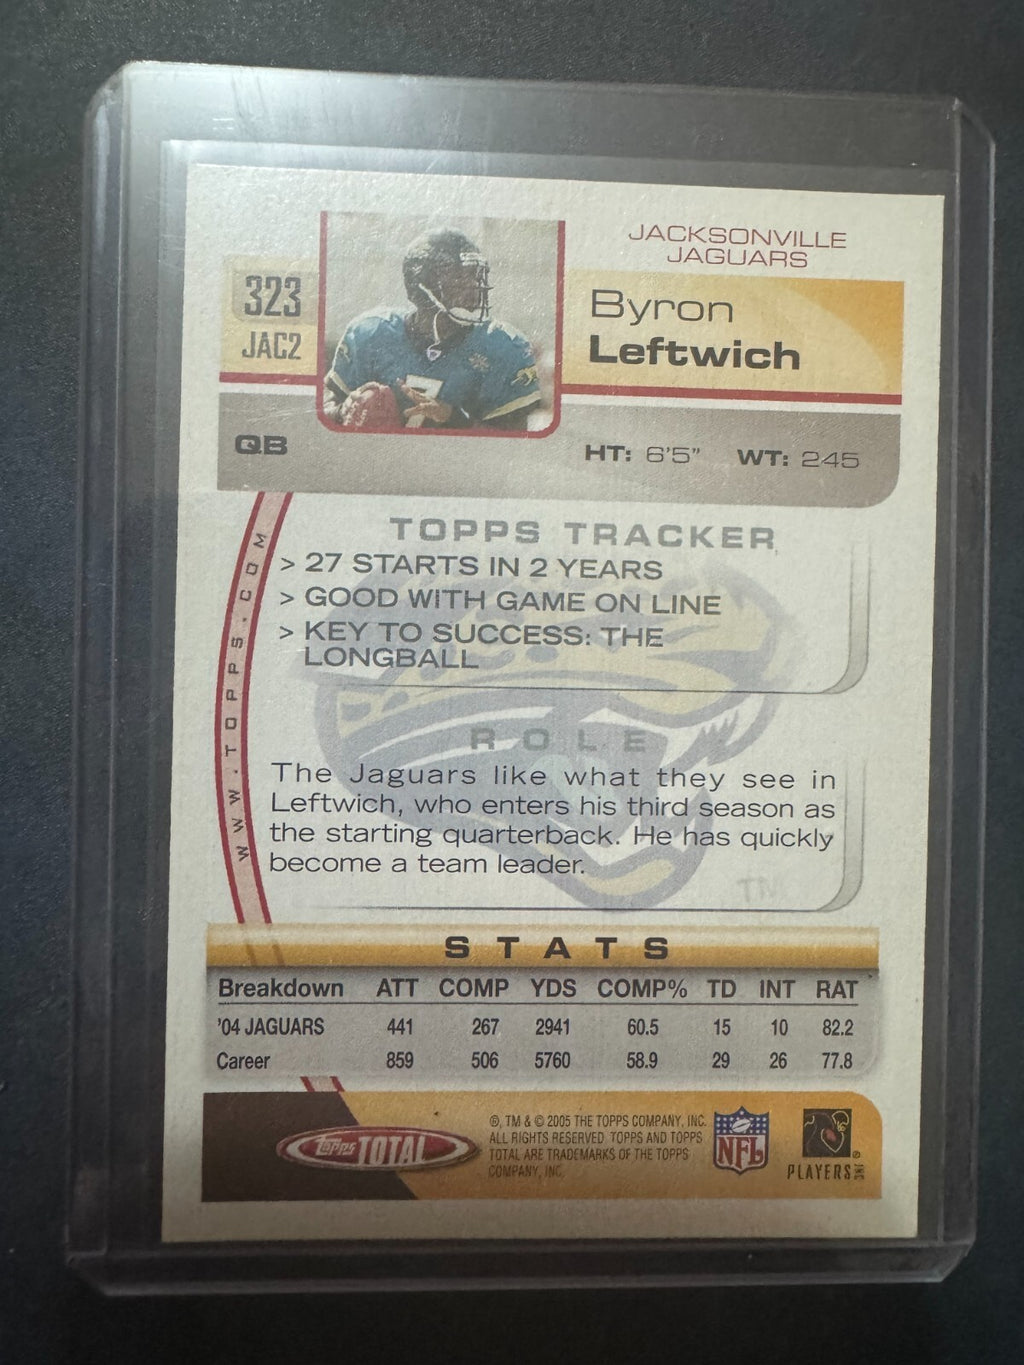 JACKSONVILLE
JAGUARS
323
JAC2
Byron
Leftwich
QB
HT: 6'5" WT: 245
WWW.TOPPS.COM
TOPPS TRACKER
> 27 STARTS IN 2 YEARS
> GOOD WITH GAME ON LINE
> KEY TO SUCCESS: THE
LONGBALL
ROLE
The Jaguars like what they see in
Leftwich, who enters his third season as
the starting quarterback. He has quickly
become a team leader.
TM
STATS
Breakdown ATT COMP YDS COMP% TD INT RAT
'04 JAGUARS 441 267 2941 60.5 15 10 82.2
Career 859 506 5760 58.9 29 26 77.8
Topps TOTAL
®, TM & © 2005 THE TOPPS COMPANY, INC.
ALL RIGHTS RESERVED. TOPPS AND TOPPS
TOTAL ARE TRADEMARKS OF THE TOPPS
COMPANY, INC.
NFL
PLAYERS INC ®